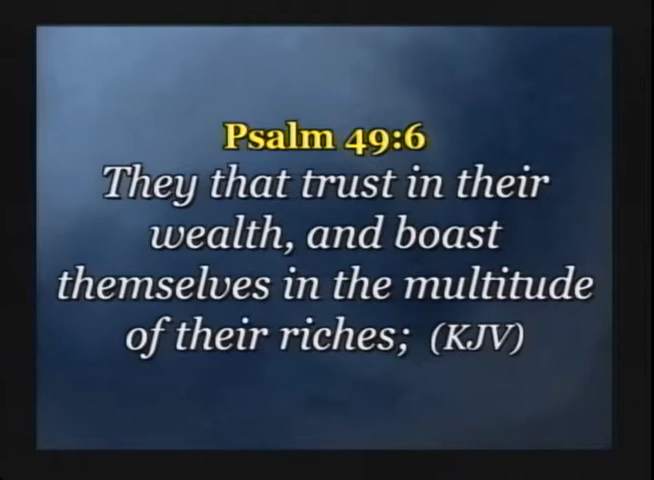 Psalm 49:6
They that trust in their
wealth, and boast
themselves in the multitude
of their riches; (KJV)